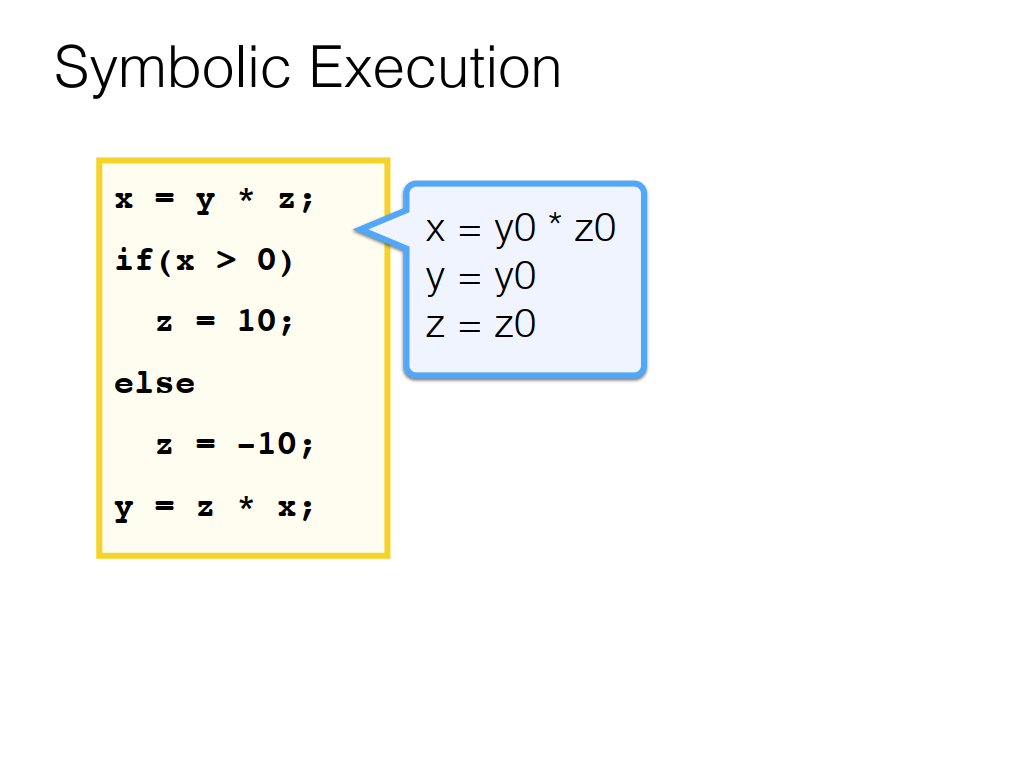 Symbolic Execution
x = y * z;
if(x > 0)
  z = 10;
else
  z = -10;
y = z * x;
x = y0 * z0
y = y0
z = z0